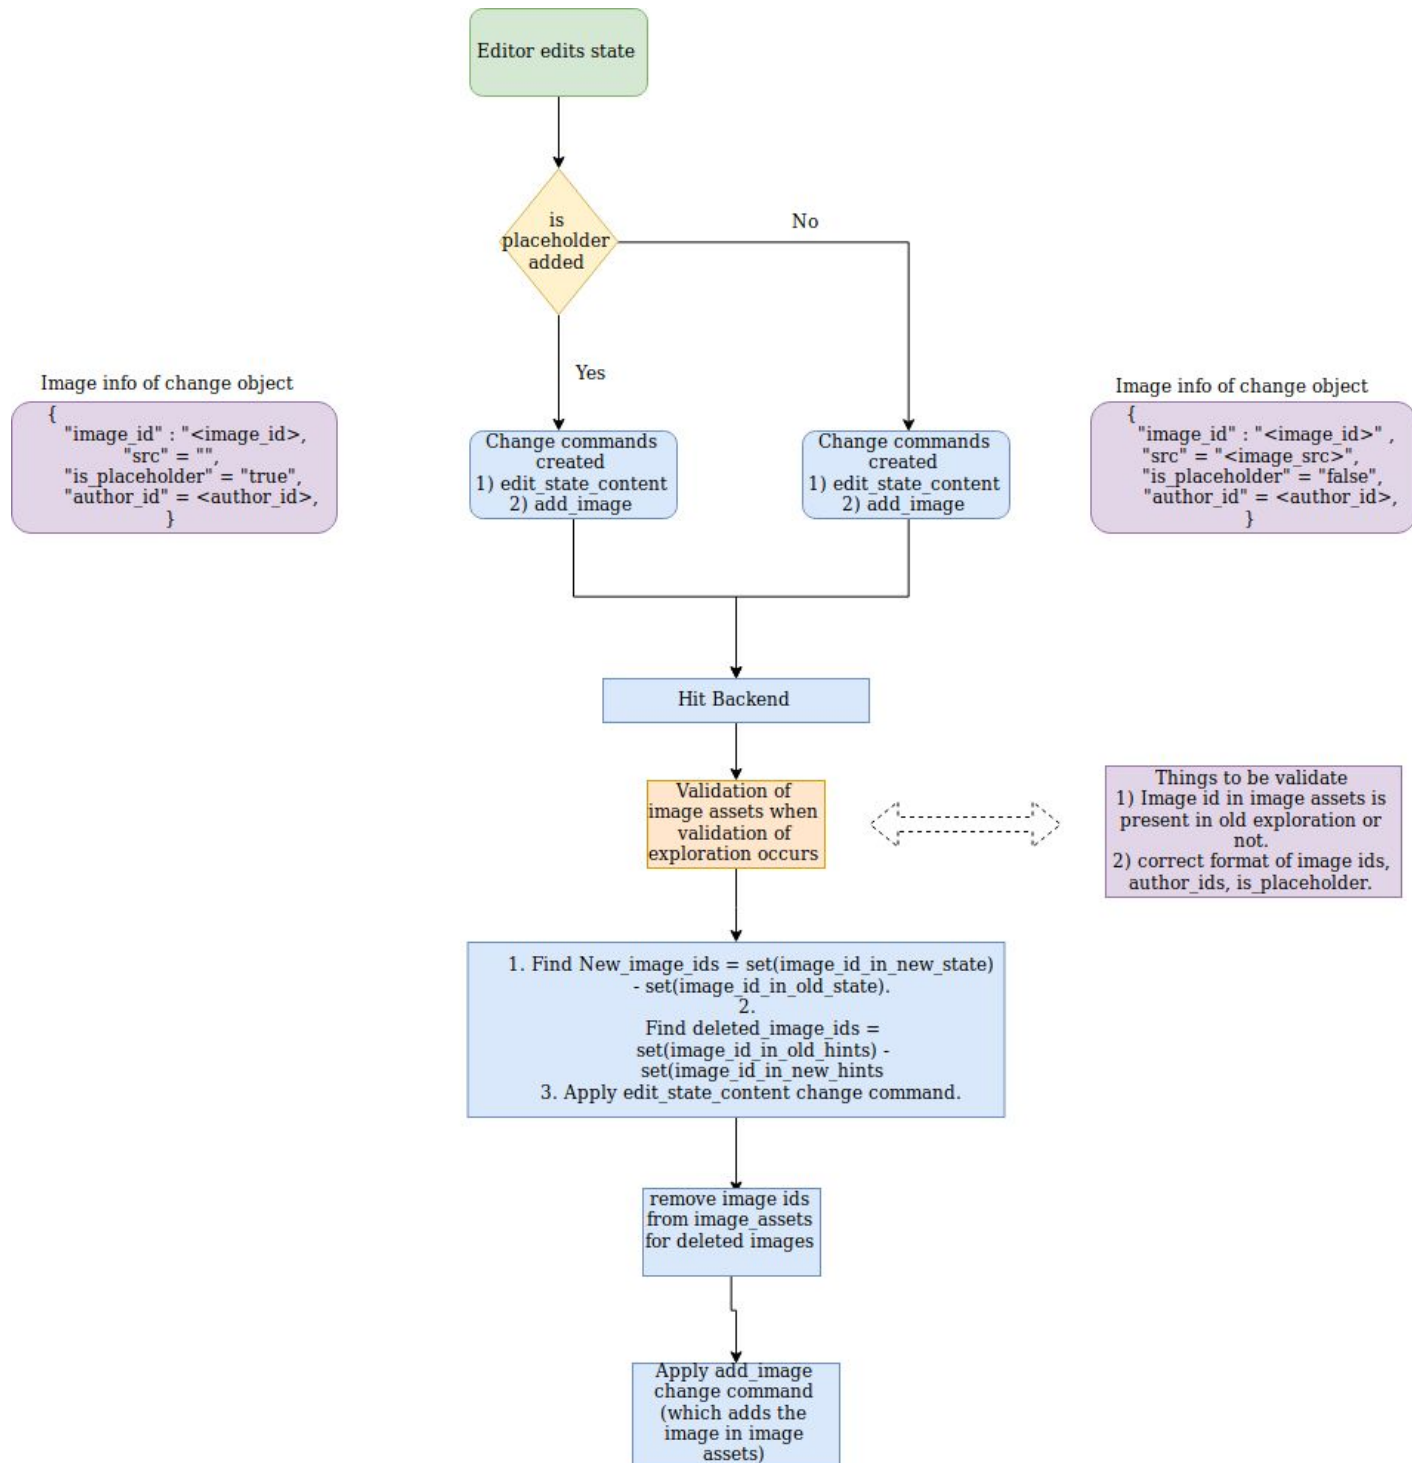 Editor edits state
is
placeholder
added
No
Yes
Image info of change object
{
"image_id" : "<image_id>,
"src" = "",
"is_placeholder" = "true",
"author_id" = <author_id>,
}
Change commands
created
1) edit_state_content
2) add_image
Change commands
created
1) edit_state_content
2) add_image
Image info of change object
{
"image_id" : "<image_id>" ,
"src" = "<image_src>",
"is_placeholder" = "false",
"author_id" = <author_id>,
}
Hit Backend
Validation of
image assets when
validation of
exploration occurs
Things to be validate
1) Image id in image assets is
present in old exploration or
not.
2) correct format of image ids,
author_ids, is_placeholder.
1. Find New_image_ids = set(image_id_in_new_state)
- set(image_id_in_old_state).
2.
Find deleted_image_ids =
set(image_id_in_old_hints) -
set(image_id_in_new_hints
3. Apply edit_state_content change command.
remove image ids
from image_assets
for deleted images
Apply add_image
change command
(which adds the
image in image
assets)